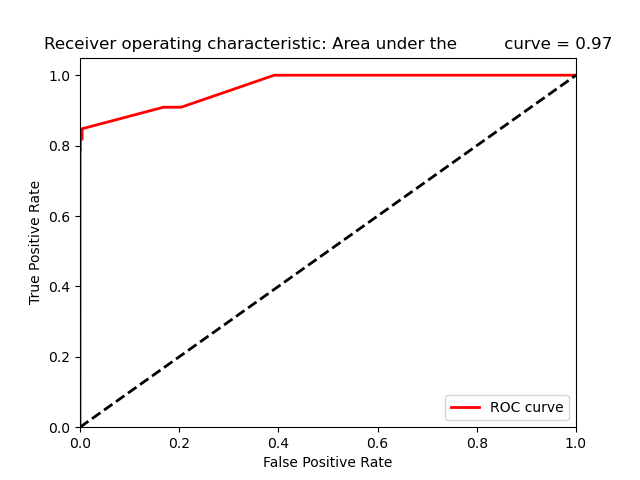 Receiver operating characteristic: Area under the         curve = 0.97
1.0
0.8
0.6
0.4
0.2
0.0
True Positive Rate
ROC curve
0.0 0.2 0.4 0.6 0.8 1.0
False Positive Rate